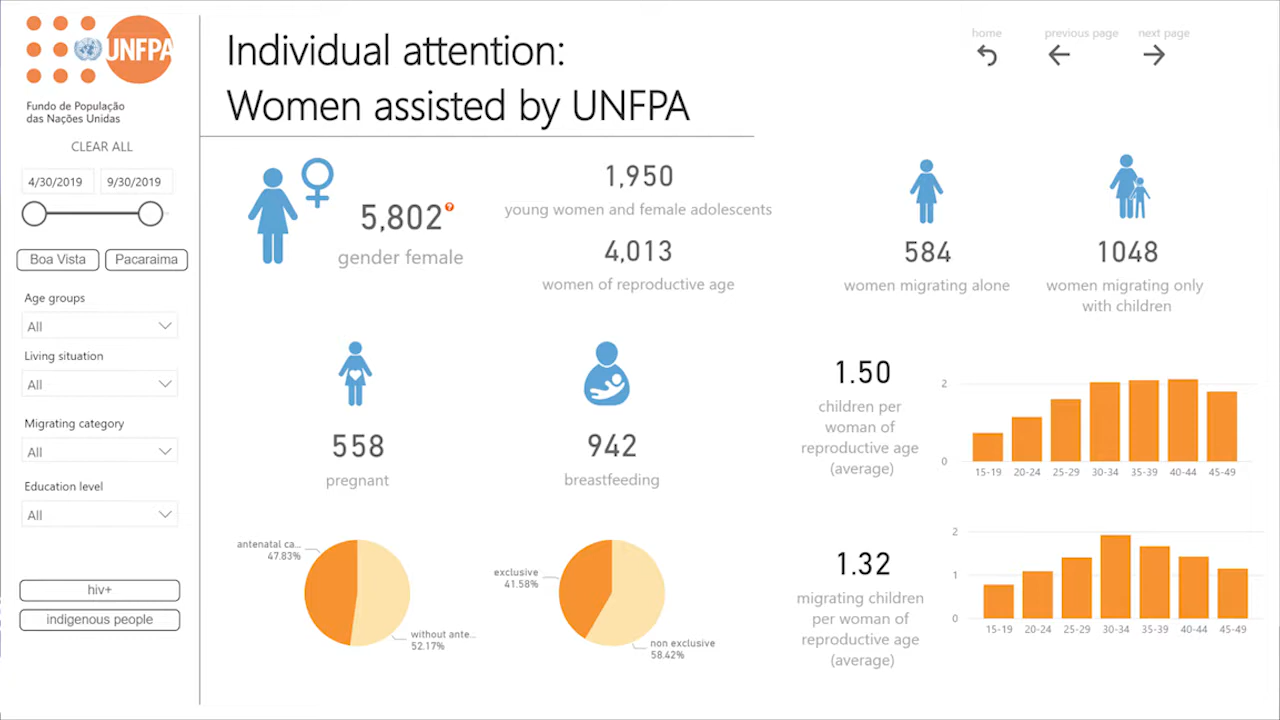 UNFPA
Fundo de População
das Nações Unidas
CLEAR ALL
4/30/2019
9/30/2019
Boa Vista
Pacaraima
Age groups
All
Living situation
All
Migrating category
All
Education level
All
hiv+
indigenous people
Individual attention:
Women assisted by UNFPA
home
previous page
next page
5,802
?
gender female
1,950
young women and female adolescents
4,013
women of reproductive age
584
women migrating alone
1048
women migrating only
with children
558
pregnant
942
breastfeeding
antenatal ca...
47.83%
without ante...
52.17%
exclusive
41.58%
non exclusive
58.42%
1.50
children per
woman of
reproductive age
(average)
2
0
15-19 20-24 25-29 30-34 35-39 40-44 45-49
1.32
migrating children
per woman of
reproductive age
(average)
2
1
0
15-19 20-24 25-29 30-34 35-39 40-44 45-49